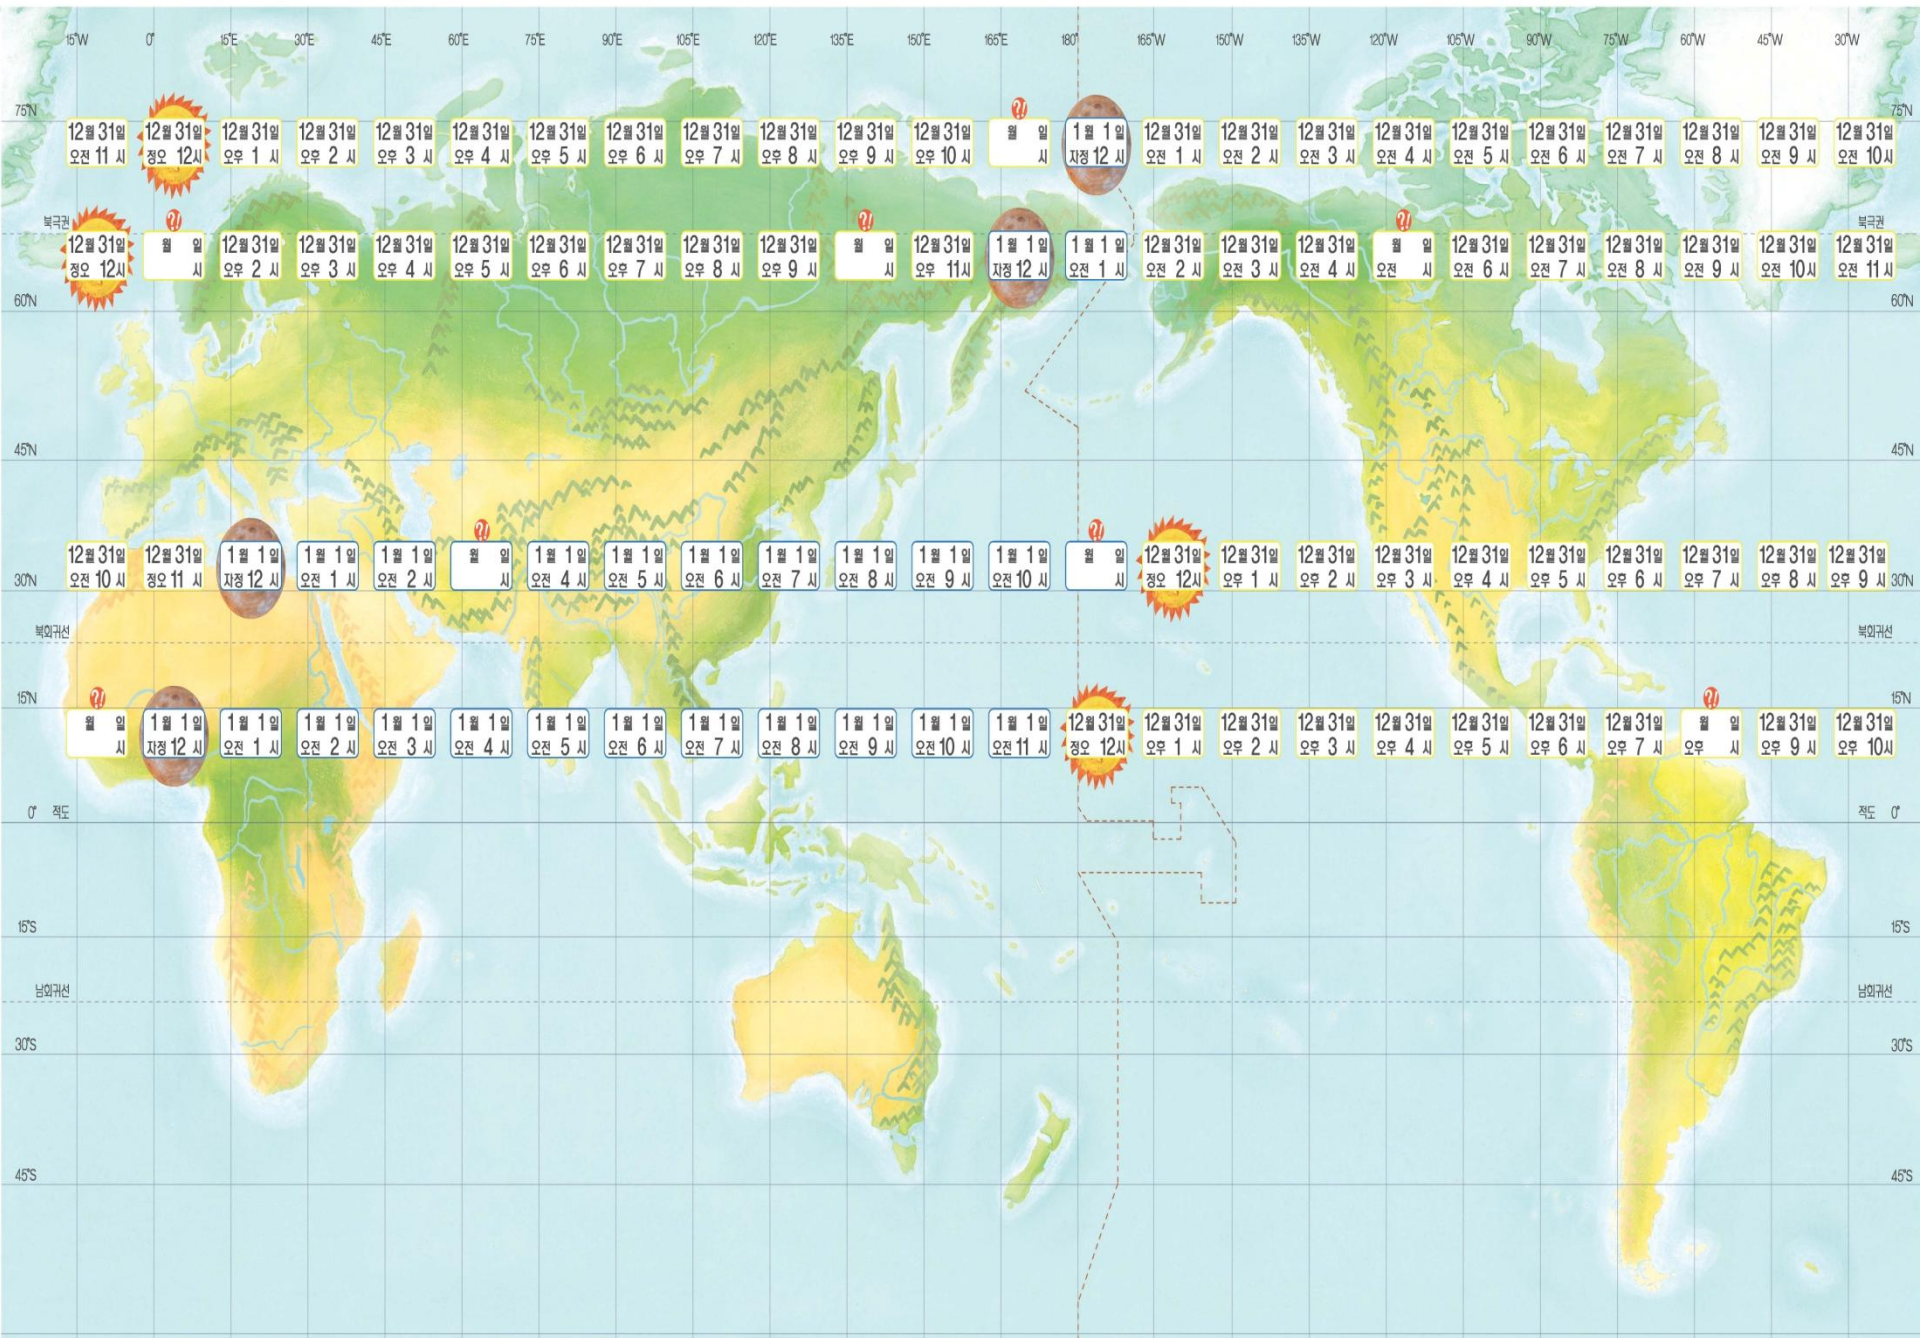 15°W 0° 15°E 30°E 45°E 60°E 75°E 90°E 105°E 120°E 135°E 150°E 165°E 180° 165°W 150°W 135°W 120°W 105°W 90°W 75°W 60°W 45°W 30°W
75°N ?! 75°N
12월 31일 12월 31일 12월 31일 12월 31일 12월 31일 12월 31일 12월 31일 12월 31일 12월 31일 12월 31일 12월 31일 12월 31일 월 일 1월 1일 12월 31일 12월 31일 12월 31일 12월 31일 12월 31일 12월 31일 12월 31일 12월 31일 12월 31일 12월 31일
오전 11 시 정오 12시 오후 1 시 오후 2 시 오후 3 시 오후 4 시 오후 5 시 오후 6 시 오후 7 시 오후 8 시 오후 9 시 오후 10 시 시 자정 12 시 오전 1 시 오전 2 시 오전 3 시 오전 4 시 오전 5 시 오전 6 시 오전 7 시 오전 8 시 오전 9 시 오전 10시
북극권 ?! ?! ?! 북극권
12월 31일 월 일 12월 31일 12월 31일 12월 31일 12월 31일 12월 31일 12월 31일 12월 31일 12월 31일 월 일 12월 31일 1월 1일 1월 1일 12월 31일 12월 31일 12월 31일 월 일 12월 31일 12월 31일 12월 31일 12월 31일 12월 31일 12월 31일
정오 12시 시 오후 2 시 오후 3 시 오후 4 시 오후 5 시 오후 6 시 오후 7 시 오후 8 시 오후 9 시 시 오후 11시 자정 12 시 오전 1 시 오전 2 시 오전 3 시 오전 4 시 오전 시 오전 6 시 오전 7 시 오전 8 시 오전 9 시 오전 10시 오전 11시
60°N 60°N
45°N 45°N
?! ?!
12월 31일 12월 31일 1월 1일 1월 1일 1월 1일 월 일 1월 1일 1월 1일 1월 1일 1월 1일 1월 1일 1월 1일 1월 1일 월 일 12월 31일 12월 31일 12월 31일 12월 31일 12월 31일 12월 31일 12월 31일 12월 31일 12월 31일 12월 31일
오전 10 시 정오 11 시 자정 12 시 오전 1 시 오전 2 시 시 오전 4 시 오전 5 시 오전 6 시 오전 7 시 오전 8 시 오전 9 시 오전 10 시 시 정오 12시 오후 1 시 오후 2 시 오후 3 시 오후 4 시 오후 5 시 오후 6 시 오후 7 시 오후 8 시 오후 9 시
30°N 30°N
북회귀선 북회귀선
15°N ?! ?! 15°N
월 일 1월 1일 1월 1일 1월 1일 1월 1일 1월 1일 1월 1일 1월 1일 1월 1일 1월 1일 1월 1일 1월 1일 1월 1일 12월 31일 12월 31일 12월 31일 12월 31일 12월 31일 12월 31일 12월 31일 12월 31일 월 일 12월 31일 12월 31일
시 자정 12 시 오전 1 시 오전 2 시 오전 3 시 오전 4 시 오전 5 시 오전 6 시 오전 7 시 오전 8 시 오전 9 시 오전 10 시 오전 11 시 정오 12시 오후 1 시 오후 2 시 오후 3 시 오후 4 시 오후 5 시 오후 6 시 오후 7 시 오후 시 오후 9 시 오후 10시
0° 적도 적도 0°
15°S 15°S
남회귀선 남회귀선
30°S 30°S
45°S 45°S